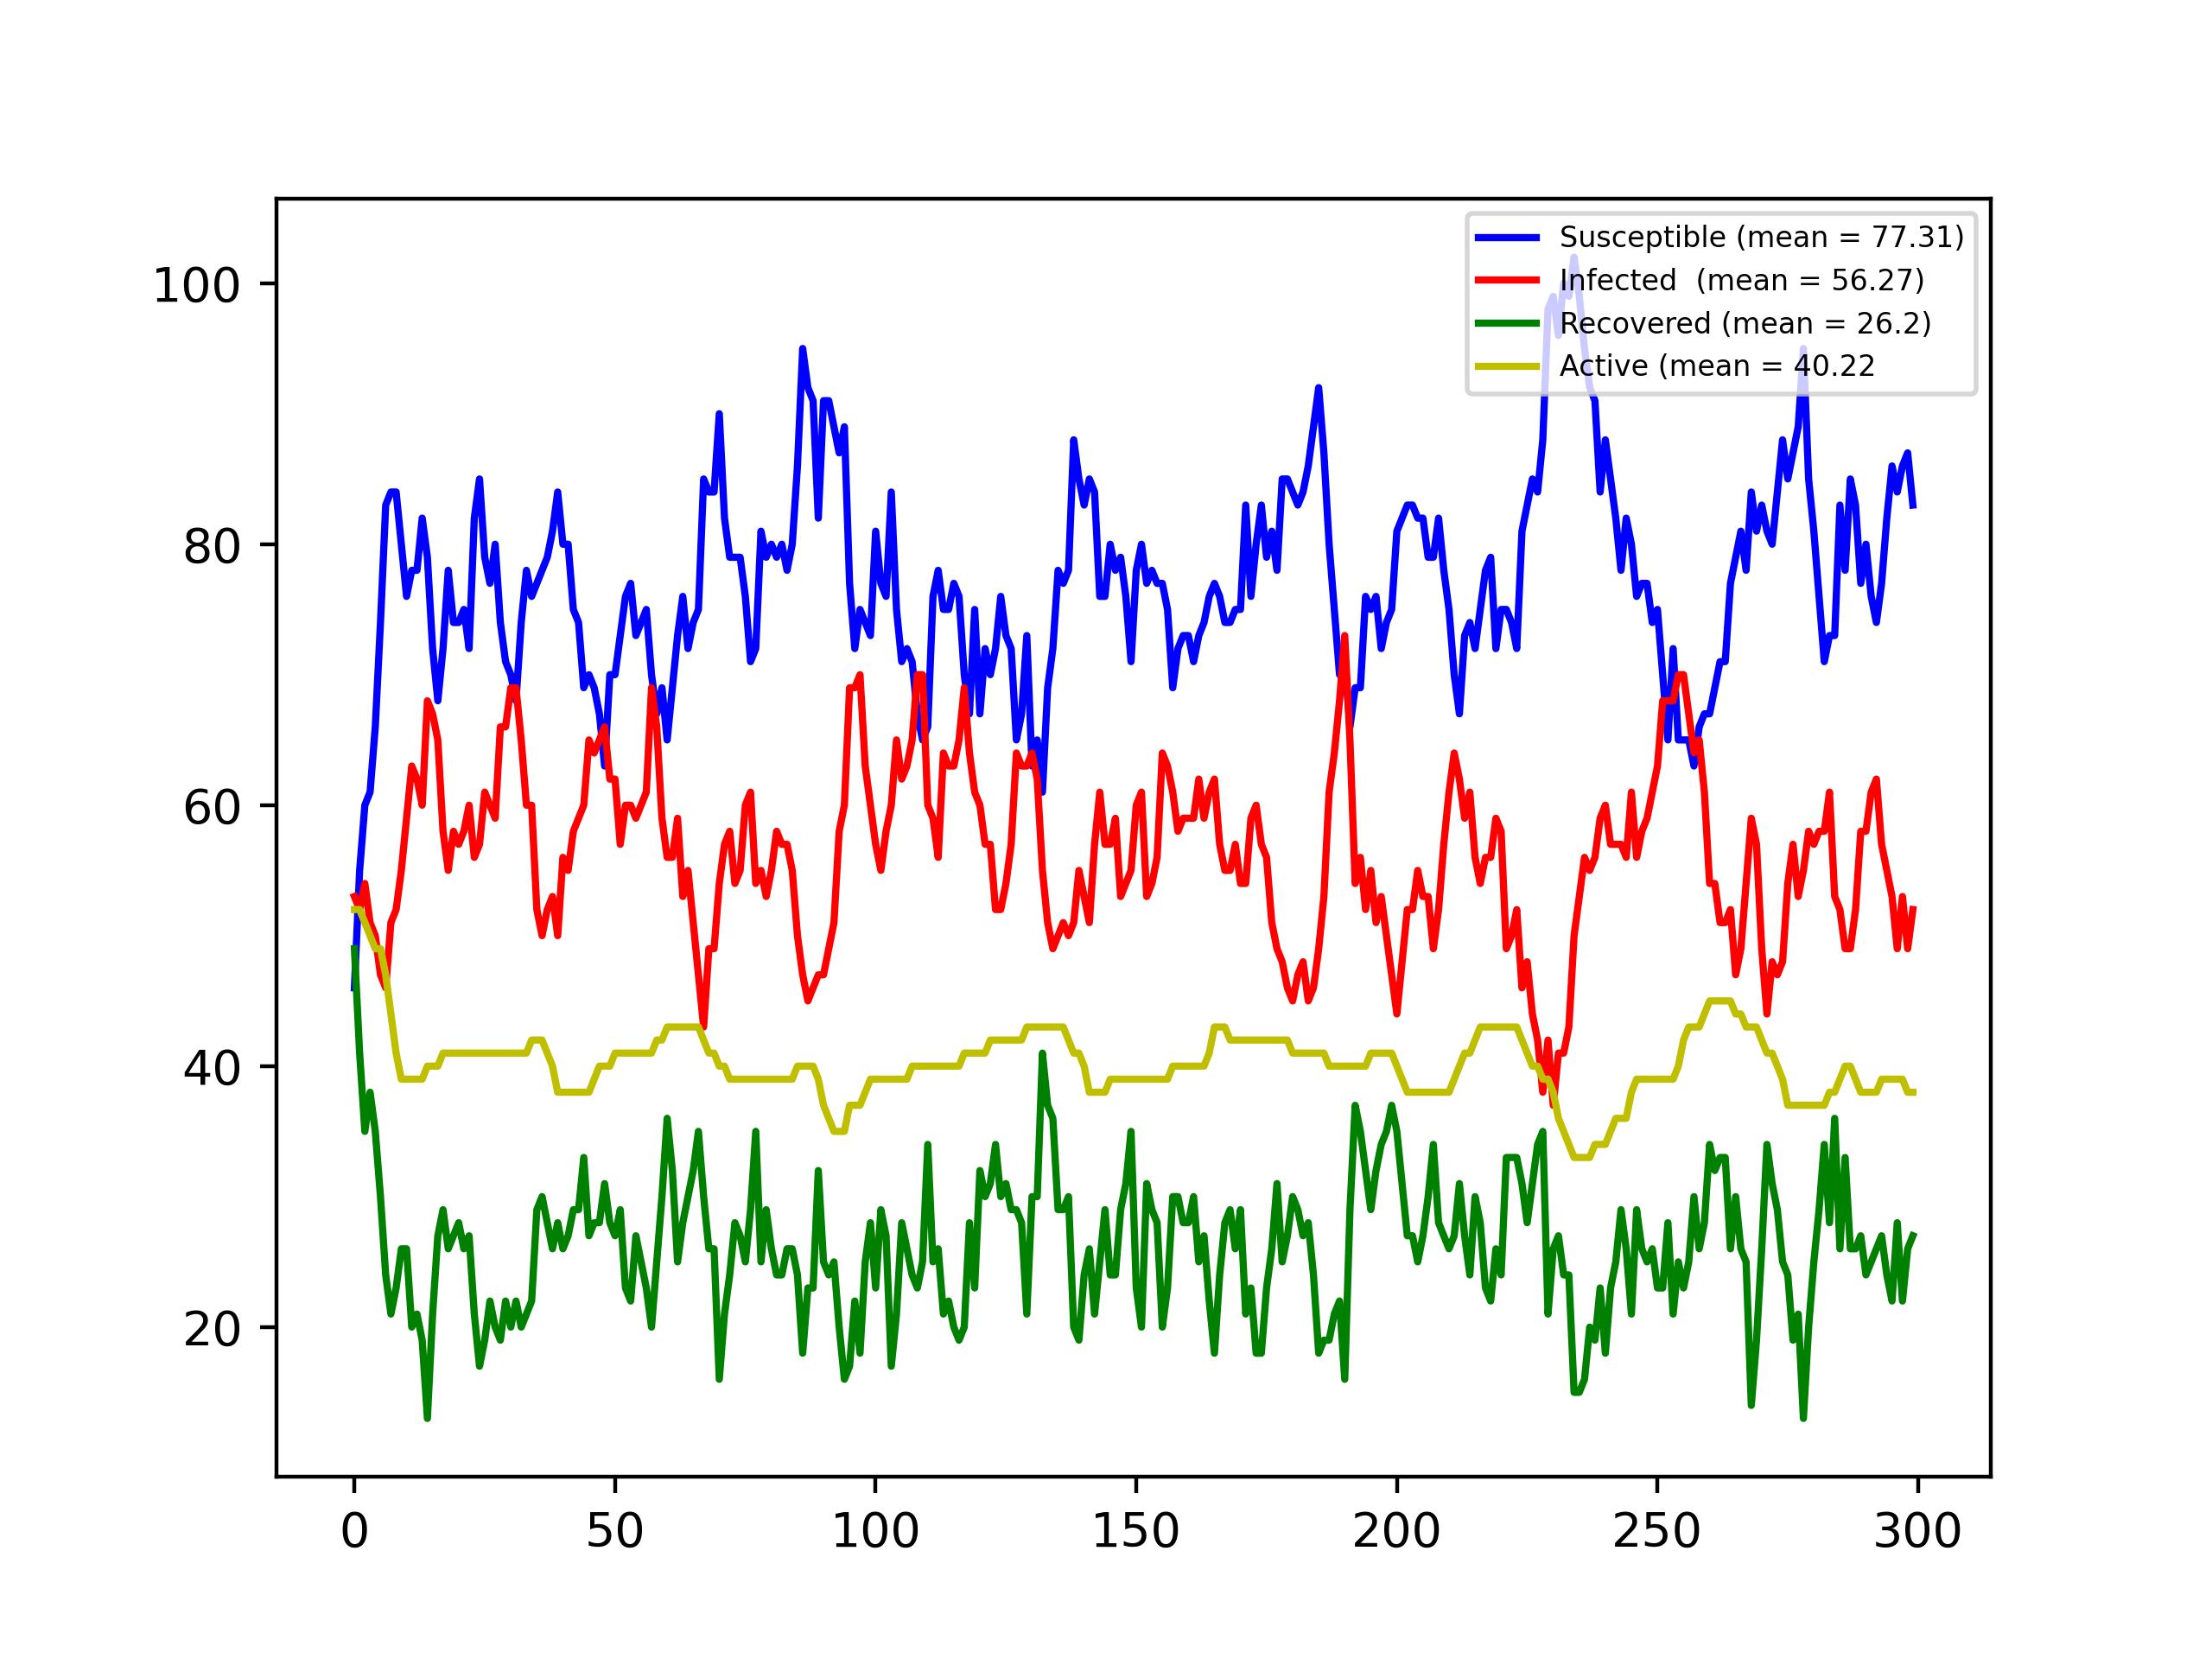 Susceptible (mean = 77.31)
Infected  (mean = 56.27)
Recovered (mean = 26.2)
Active (mean = 40.22
100
80
60
40
20
0 50 100 150 200 250 300